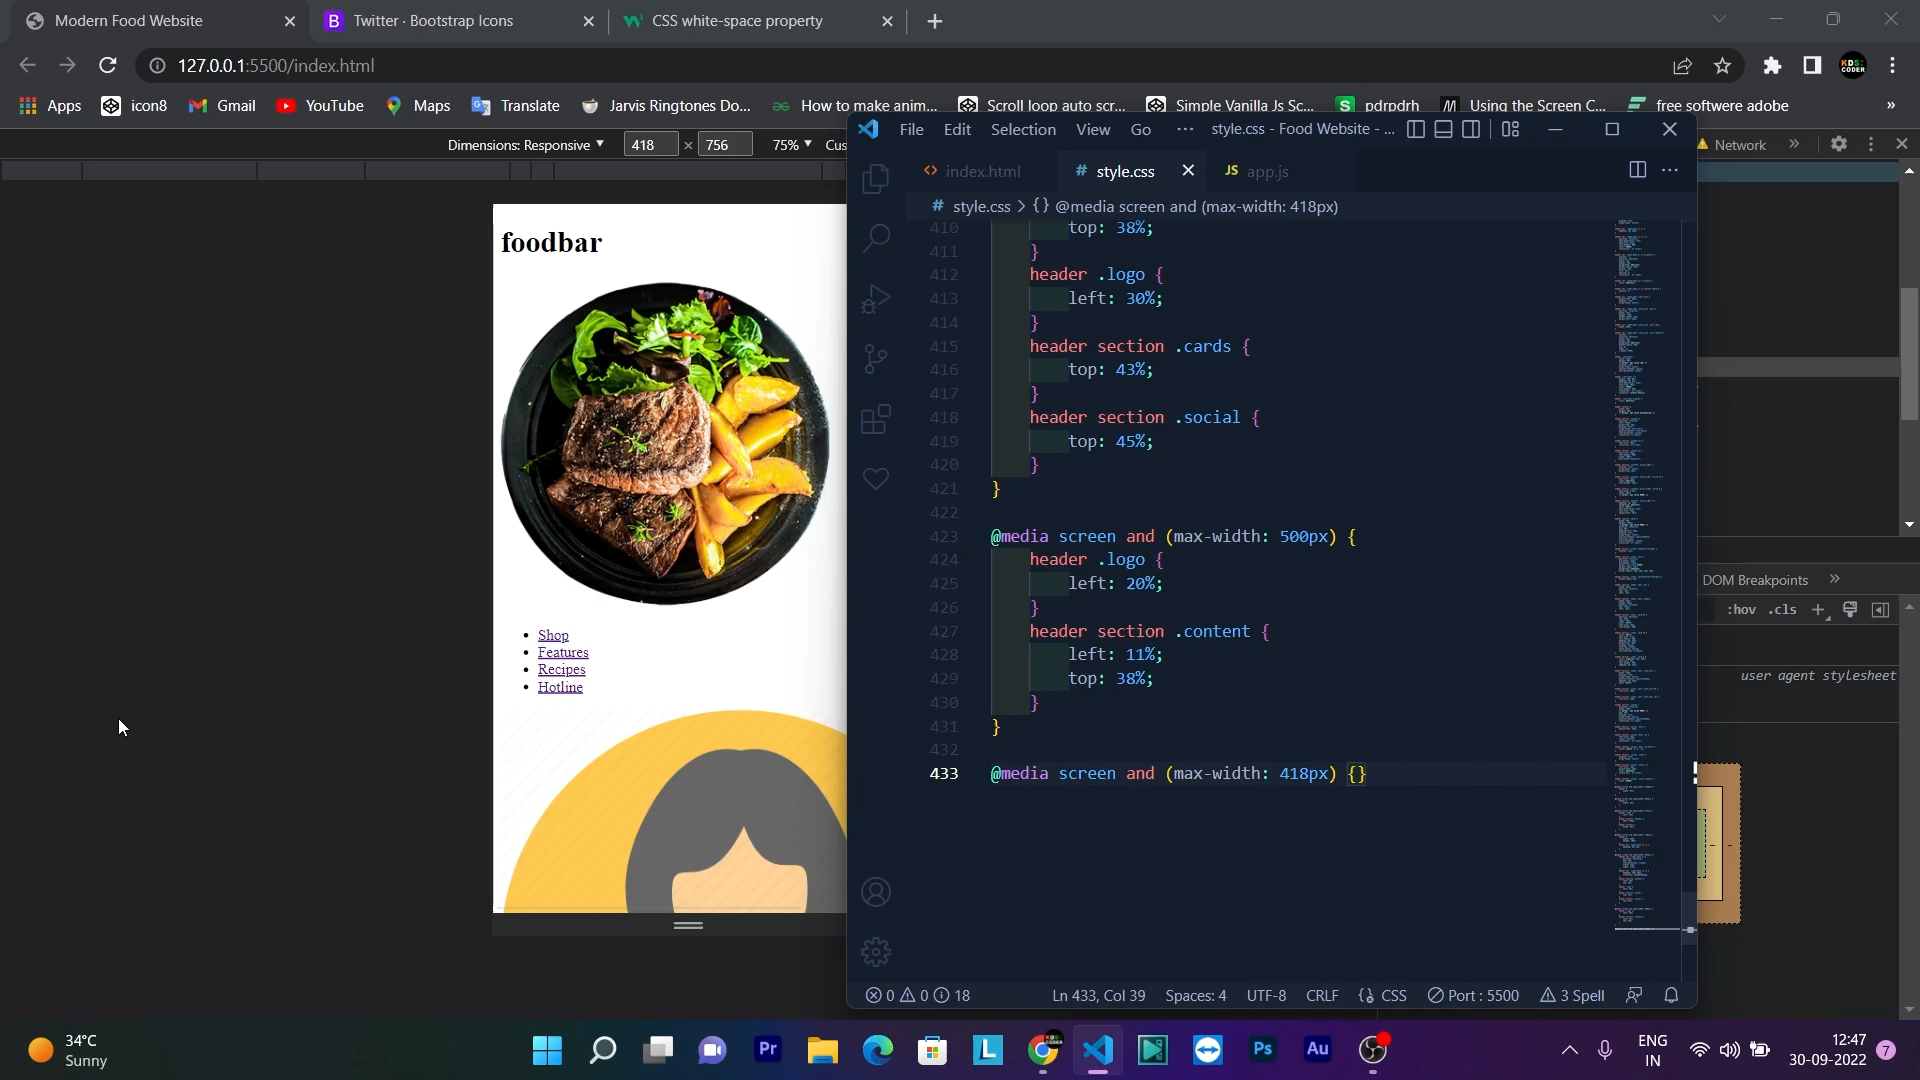 Modern Food Website
Twitter · Bootstrap Icons
CSS white-space property
127.0.0.1:5500/index.html
Apps
icon8
Gmail
YouTube
Maps
Translate
Jarvis Ringtones Do...
How to make anim...
Scroll loop auto scr...
Simple Vanilla Js Sc...
pdrpdrh
Using the Screen C...
free softwere adobe
Dimensions: Responsive
418 × 756
75%
Cus
Network
File Edit Selection View Go ··· style.css - Food Website - ...
index.html
# style.css
JS app.js
# style.css > {} @media screen and (max-width: 418px)
410 top: 38%;
411 }
412 header .logo {
413 left: 30%;
414 }
415 header section .cards {
416 top: 43%;
417 }
418 header section .social {
419 top: 45%;
420 }
421 }
422
423 @media screen and (max-width: 500px) {
424 header .logo {
425 left: 20%;
426 }
427 header section .content {
428 left: 11%;
429 top: 38%;
430 }
431 }
432
433 @media screen and (max-width: 418px) {}
foodbar
Shop
Features
Recipes
Hotline
DOM Breakpoints
:hov .cls
user agent stylesheet
0 0 18
Ln 433, Col 39
Spaces: 4
UTF-8
CRLF
{} CSS
Port : 5500
3 Spell
34°C
Sunny
Pr
L
Ps
Au
ENG
IN
12:47
30-09-2022
7